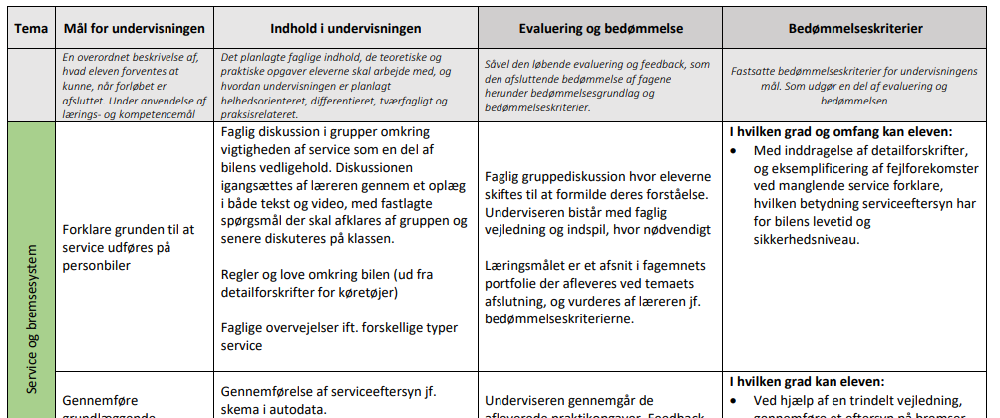 Tema
Mål for undervisningen
Indhold i undervisningen
Evaluering og bedømmelse
Bedømmelseskriterier
En overordnet beskrivelse af,
hvad eleven forventes at
kunne, når forløbet er
afsluttet. Under anvendelse af
lærings- og kompetencemål
Det planlagte faglige indhold, de teoretiske og
praktiske opgaver eleverne skal arbejde med, og
hvordan undervisningen er planlagt
helhedsorienteret, differentieret, tværfagligt og
praksisrelateret.
Såvel den løbende evaluering og feedback, som
den afsluttende bedømmelse af fagene
herunder bedømmelsesgrundlag og
bedømmelseskriterier.
Fastsatte bedømmelseskriterier for undervisningens
mål. Som udgør en del af evaluering og
bedømmelsen
Service og bremsesystem
Forklare grunden til at
service udføres på
personbiler
Faglig diskussion i grupper omkring
vigtigheden af service som en del af
bilens vedligehold. Diskussionen
igangsættes af læreren gennem et oplæg
i både tekst og video, med fastlagte
spørgsmål der skal afklares af gruppen og
senere diskuteres på klassen.
Regler og love omkring bilen (ud fra
detailforskrifter for køretøjer)
Faglige overvejelser ift. forskellige typer
service
Faglig gruppediskussion hvor eleverne
skiftes til at formilde deres forståelse.
Underviseren bistår med faglig
vejledning og indspil, hvor nødvendigt
Læringsmålet er et afsnit i fagemnets
portfolie der afleveres ved temaets
afslutning, og vurderes af læreren jf.
bedømmelseskriterierne.
I hvilken grad og omfang kan eleven:
• Med inddragelse af detailforskrifter,
og eksemplificering af fejlforekomster
ved manglende service forklare,
hvilken betydning serviceeftersyn har
for bilens levetid og
sikkerhedsniveau.
Gennemføre
grundlæggende
Gennemførelse af serviceeftersyn jf.
skema i autodata.
Underviseren gennemgår de
afleverede praktikopgaver. Feedback
I hvilken grad kan eleven:
• Ved hjælp af en trindelt vejledning,
gennemføre et eftersyn på bremser